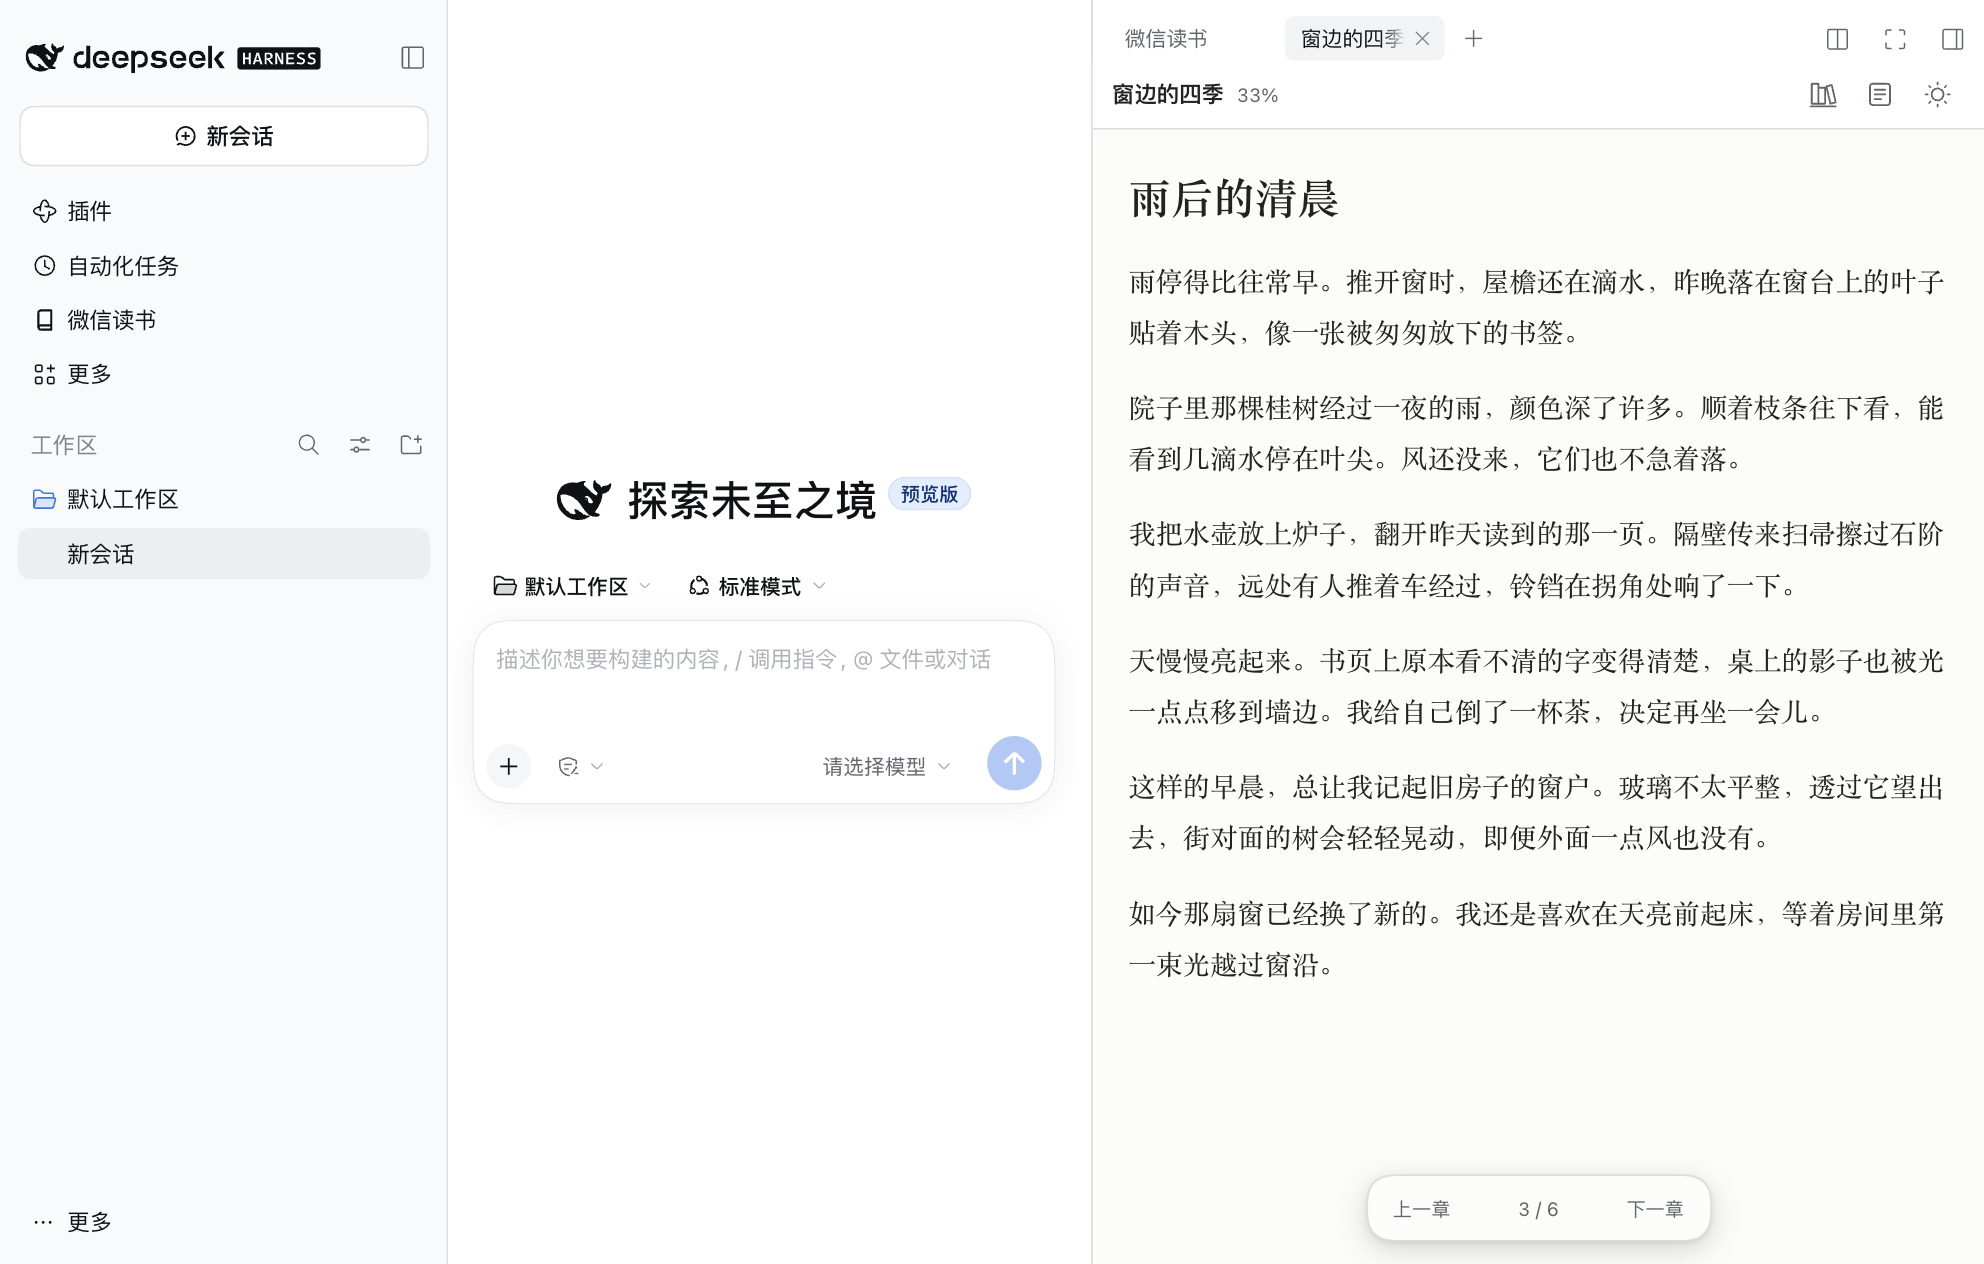 deepseek HARNESS
新会话
插件
自动化任务
微信读书
更多
工作区
默认工作区
新会话
更多
探索未至之境 预览版
默认工作区 标准模式
描述你想要构建的内容, / 调用指令, @ 文件或对话
请选择模型
微信读书 窗边的四季
窗边的四季 33%
雨后的清晨
雨停得比往常早。推开窗时，屋檐还在滴水，昨晚落在窗台上的叶子
贴着木头，像一张被匆匆放下的书签。
院子里那棵桂树经过一夜的雨，颜色深了许多。顺着枝条往下看，能
看到几滴水停在叶尖。风还没来，它们也不急着落。
我把水壶放上炉子，翻开昨天读到的那一页。隔壁传来扫帚擦过石阶
的声音，远处有人推着车经过，铃铛在拐角处响了一下。
天慢慢亮起来。书页上原本看不清的字变得清楚，桌上的影子也被光
一点点移到墙边。我给自己倒了一杯茶，决定再坐一会儿。
这样的早晨，总让我记起旧房子的窗户。玻璃不太平整，透过它望出
去，街对面的树会轻轻晃动，即便外面一点风也没有。
如今那扇窗已经换了新的。我还是喜欢在天亮前起床，等着房间里第
一束光越过窗沿。
上一章 3 / 6 下一章